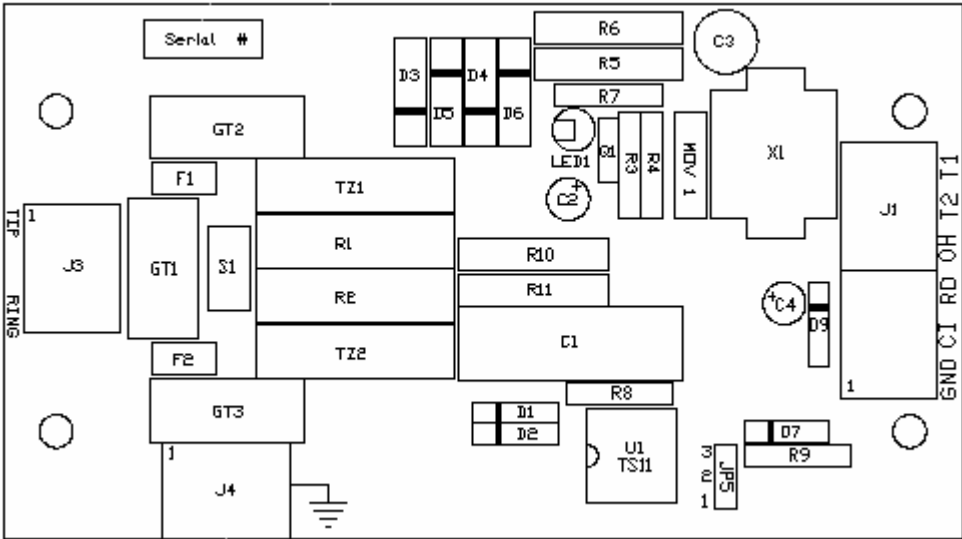 Serial #
R6
C3
R5
D3
D5
D4
D6
R7
GT2
LED1
Q1
R3
R4
MOV 1
X1
F1
TZ1
C2
TIP
RING
1
J3
GT1
S1
R1
R10
J1
GND CI RD OH T2 T1
R2
R11
C4
D9
F2
TZ2
C1
1
R8
GT3
D1
D2
D7
U1
TS11
R9
3
2
1
JP5
1
J4